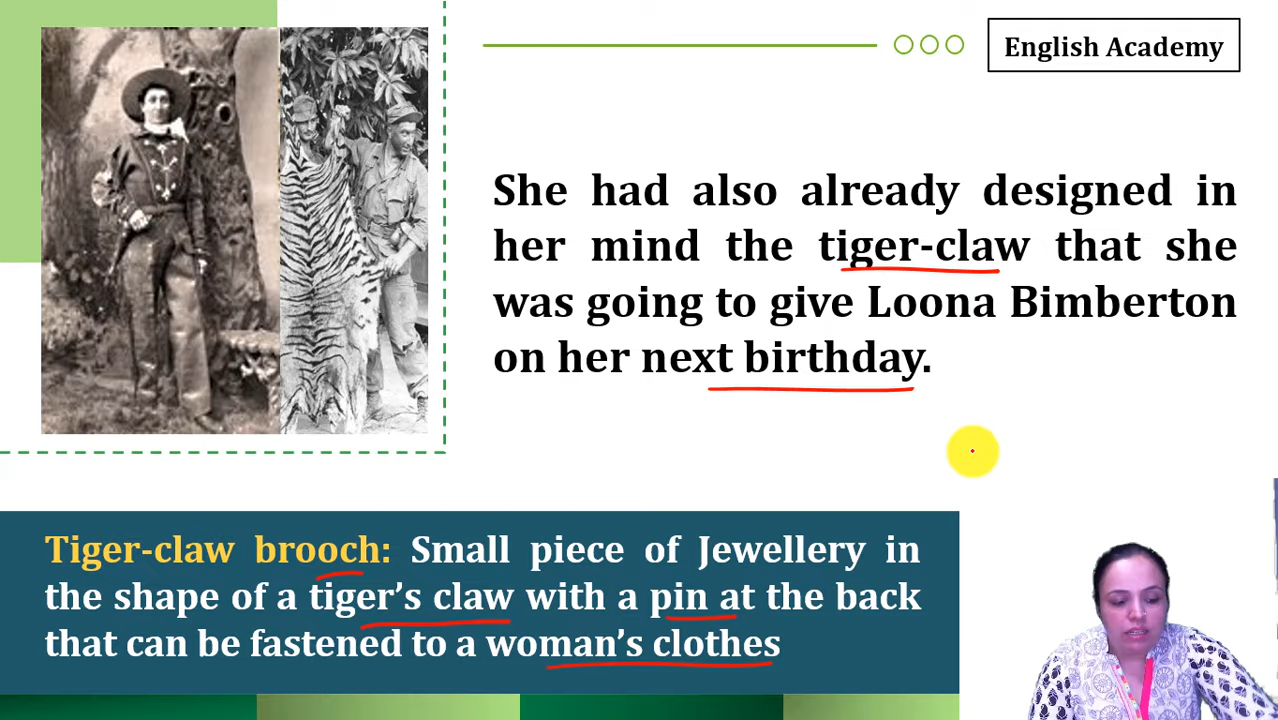 English Academy
She had also already designed in
her mind the tiger-claw that she
was going to give Loona Bimberton
on her next birthday.
Tiger-claw brooch: Small piece of Jewellery in
the shape of a tiger's claw with a pin at the back
that can be fastened to a woman's clothes